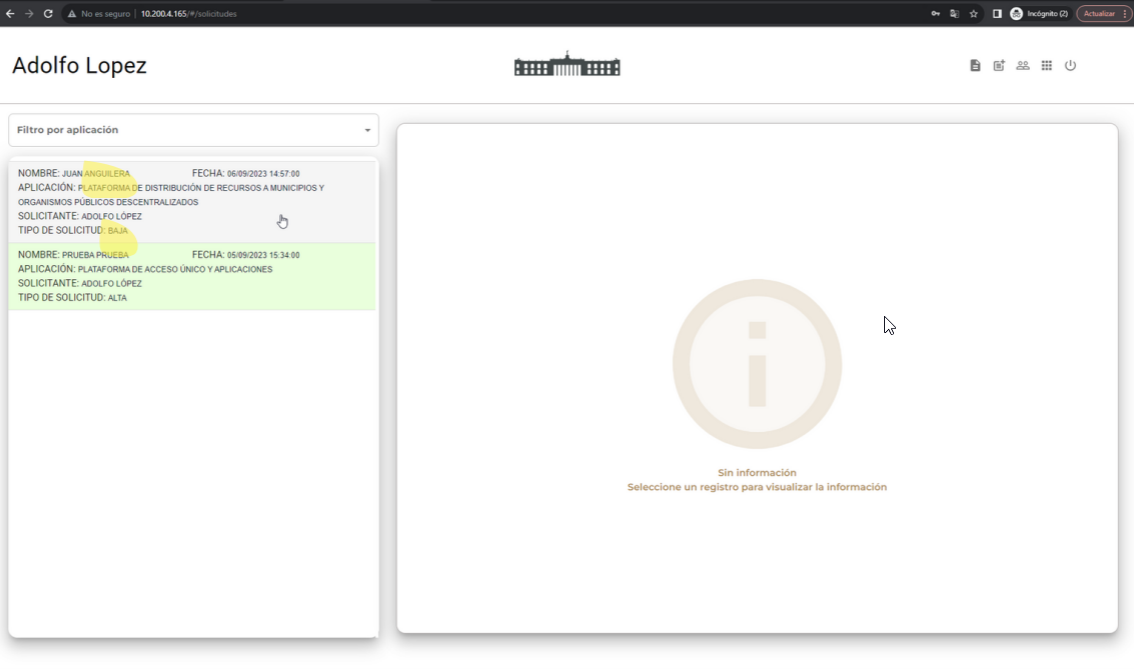 No es seguro 10.200.4.165/#/solicitudes
Incógnito (2)
Actualizar
Adolfo Lopez
Filtro por aplicación
NOMBRE: JUAN ANGUILERA FECHA: 06/09/2023 14:57:00
APLICACIÓN: PLATAFORMA DE DISTRIBUCIÓN DE RECURSOS A MUNICIPIOS Y
ORGANISMOS PÚBLICOS DESCENTRALIZADOS
SOLICITANTE: ADOLFO LÓPEZ
TIPO DE SOLICITUD: BAJA
NOMBRE: PRUEBA PRUEBA FECHA: 05/09/2023 15:34:00
APLICACIÓN: PLATAFORMA DE ACCESO ÚNICO Y APLICACIONES
SOLICITANTE: ADOLFO LÓPEZ
TIPO DE SOLICITUD: ALTA
Sin información
Seleccione un registro para visualizar la información